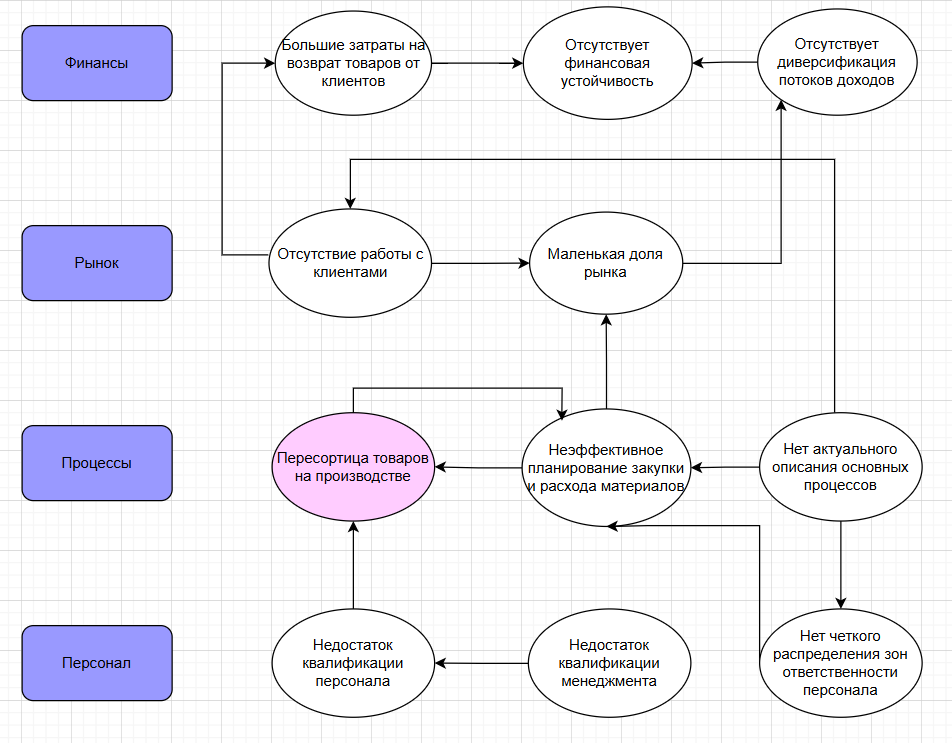 Финансы
Большие затраты на
возврат товаров от
клиентов
Отсутствует
финансовая
устойчивость
Отсутствует
диверсификация
потоков доходов
Рынок
Отсутствие работы с
клиентами
Маленькая доля
рынка
Процессы
Пересортица товаров
на производстве
Неэффективное
планирование закупки
и расхода материалов
Нет актуального
описания основных
процессов
Персонал
Недостаток
квалификации
персонала
Недостаток
квалификации
менеджмента
Нет четкого
распределения зон
ответственности
персонала